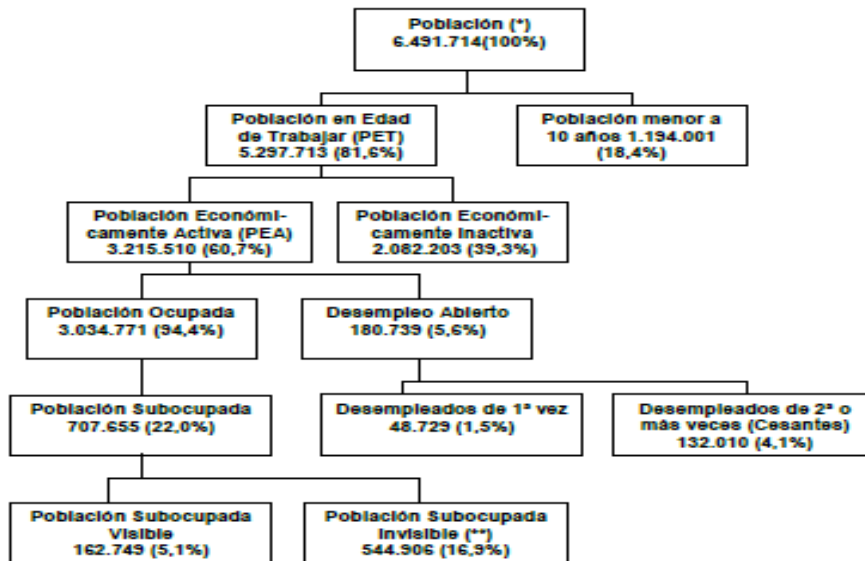 Población (*)
6.491.714(100%)
Población en Edad
de Trabajar (PET)
5.297.713 (81,6%)
Población menor a
10 años 1.194.001
(18,4%)
Población Económi-
camente Activa (PEA)
3.215.510 (60,7%)
Población Económi-
camente Inactiva
2.082.203 (39,3%)
Población Ocupada
3.034.771 (94,4%)
Desempleo Abierto
180.739 (5,6%)
Población Subocupada
707.655 (22,0%)
Desempleados de 1ª vez
48.729 (1,5%)
Desempleados de 2ª o
más veces (Cesantes)
132.010 (4,1%)
Población Subocupada
Visible
162.749 (5,1%)
Población Subocupada
Invisible (**)
544.906 (16,9%)